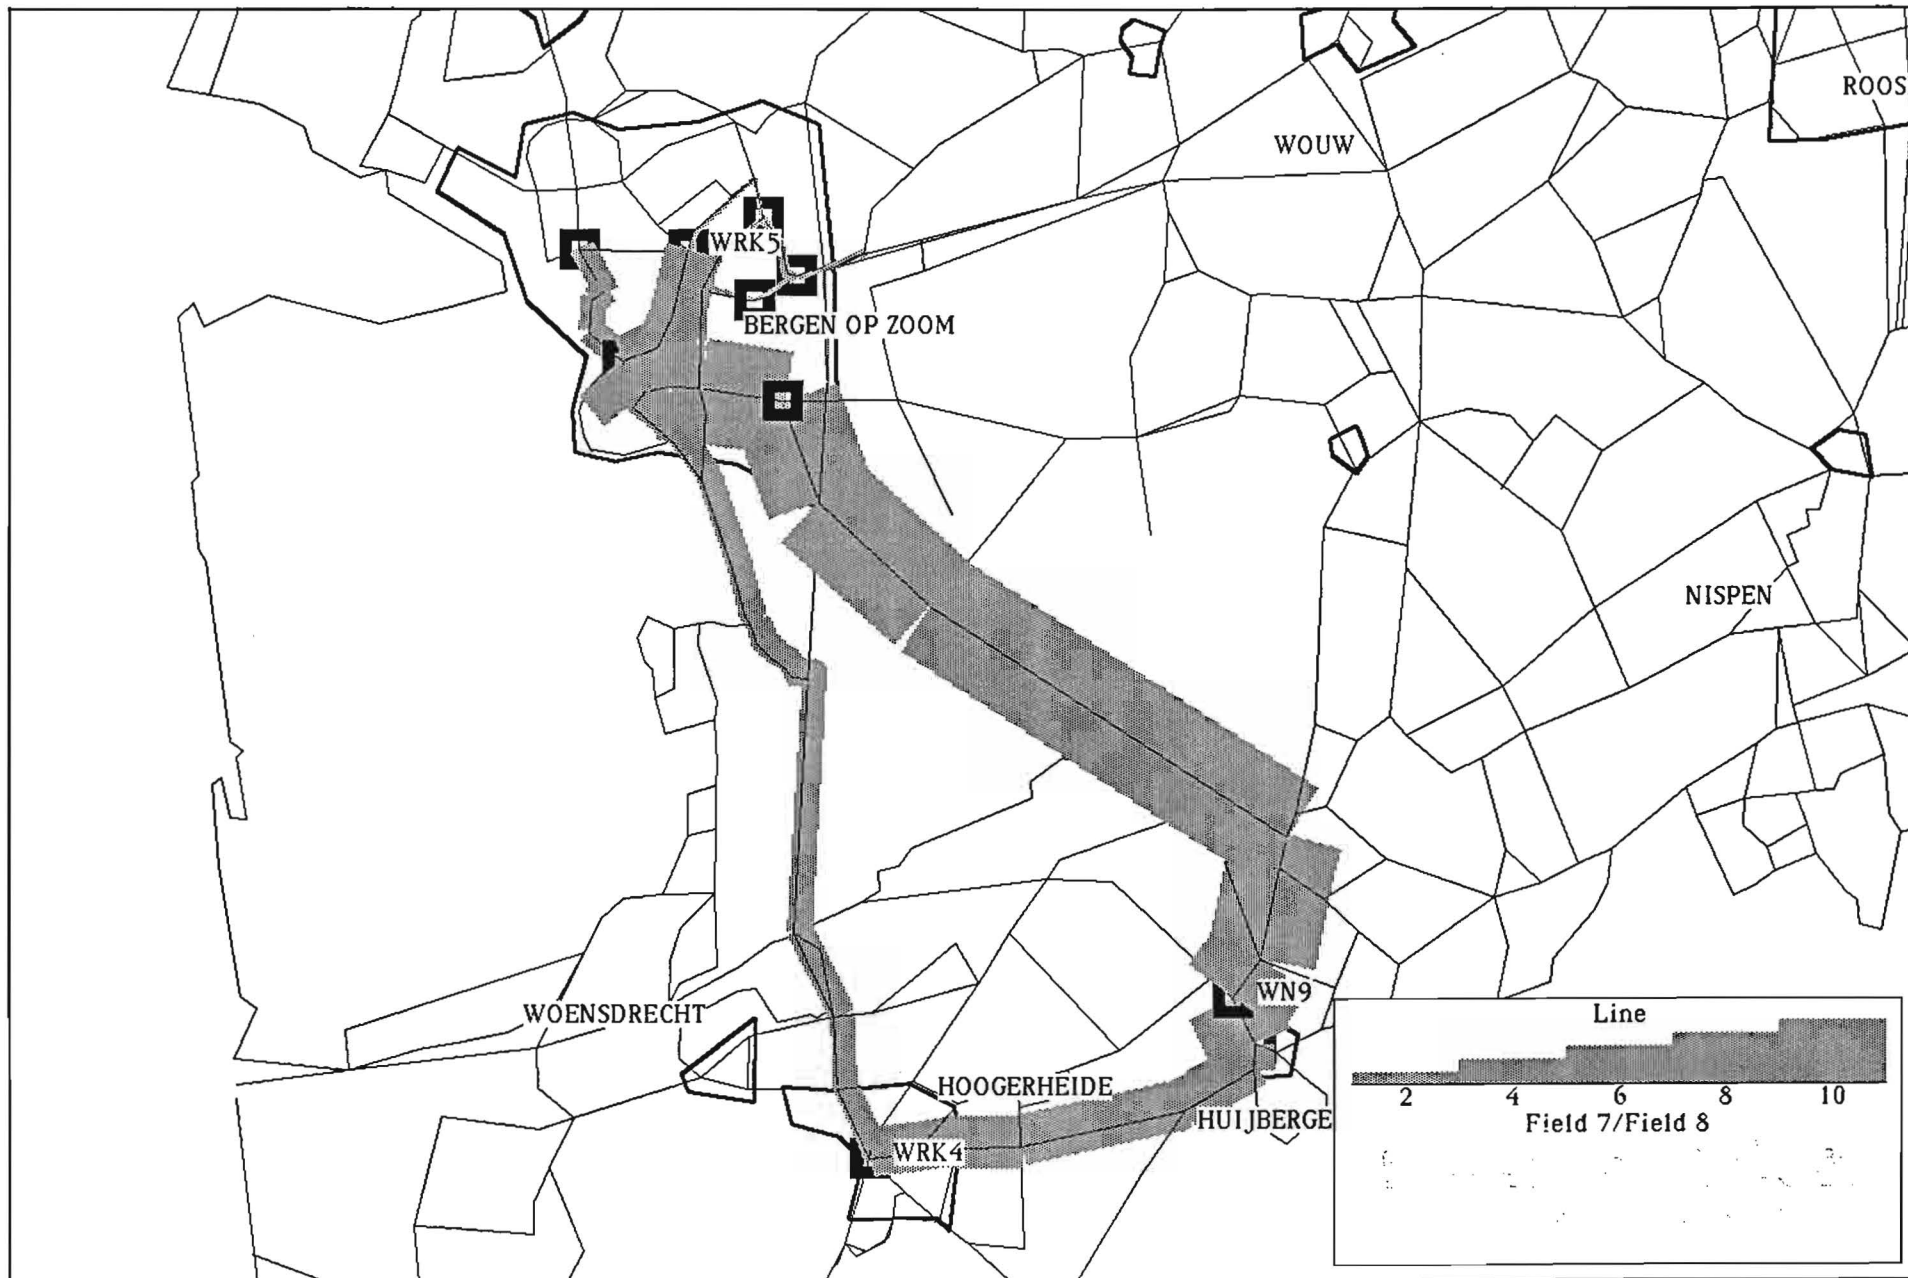 ROOS
WOUW
WRK5
BERGEN OP ZOOM
NISPEN
WN9
WOENSDRECHT
HOOGERHEIDE
HUIJBERGE
WRK4
Line
2 4 6 8 10
Field 7/Field 8